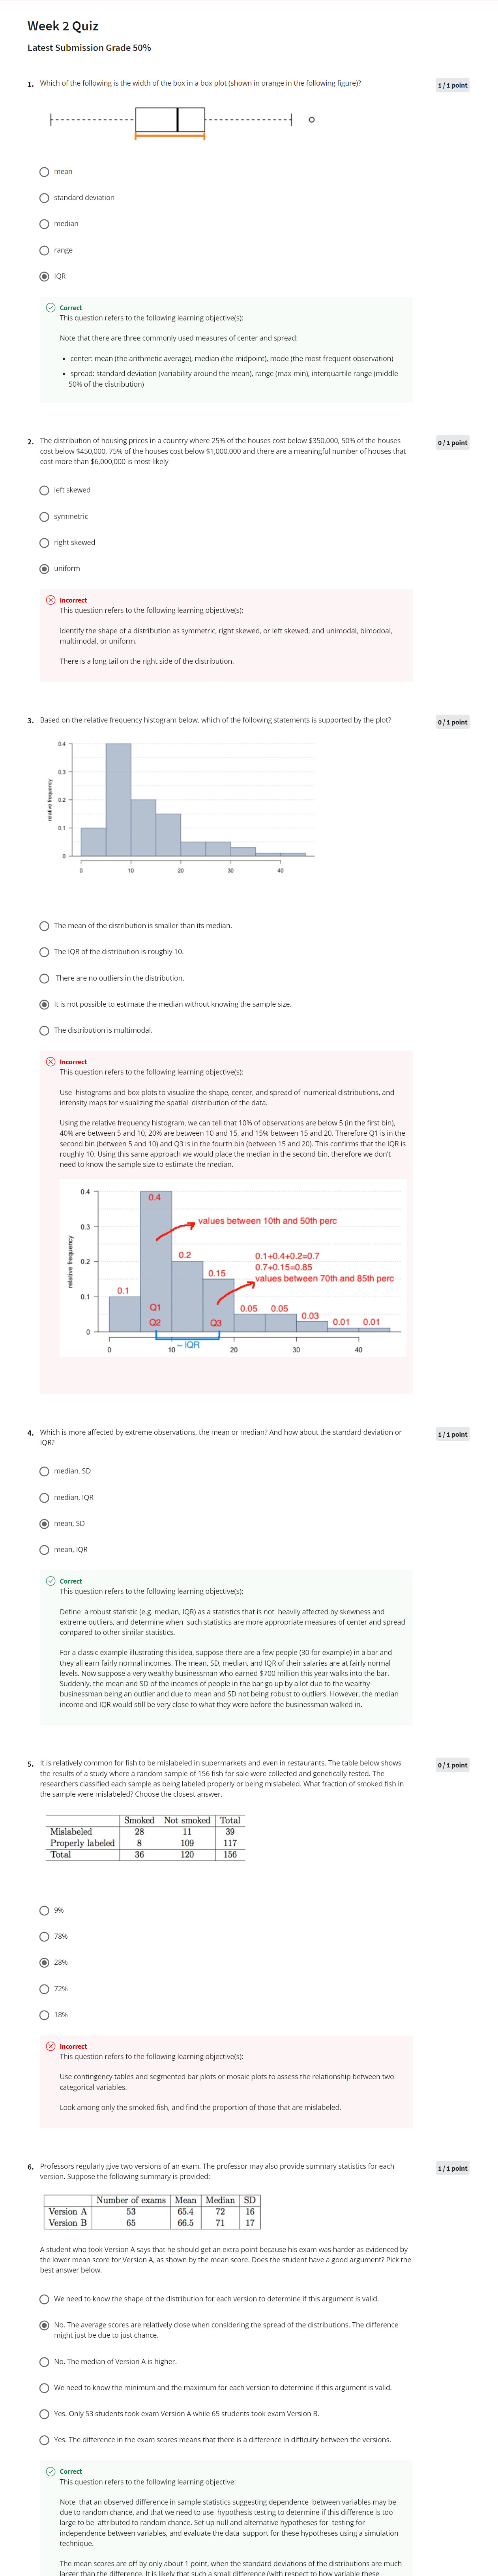 Week 2 Quiz
Latest Submission Grade 50%
1. Which of the following is the width of the box in a box plot (shown in orange in the following figure)?
1 / 1 point
mean
standard deviation
median
range
IQR
Correct
This question refers to the following learning objective(s):
Note that there are three commonly used measures of center and spread:
• center: mean (the arithmetic average), median (the midpoint), mode (the most frequent observation)
• spread: standard deviation (variability around the mean), range (max-min), interquartile range (middle
50% of the distribution)
2. The distribution of housing prices in a country where 25% of the houses cost below $350,000, 50% of the houses
cost below $450,000, 75% of the houses cost below $1,000,000 and there are a meaningful number of houses that
cost more than $6,000,000 is most likely
0 / 1 point
left skewed
symmetric
right skewed
uniform
Incorrect
This question refers to the following learning objective(s):
Identify the shape of a distribution as symmetric, right skewed, or left skewed, and unimodal, bimodoal,
multimodal, or uniform.
There is a long tail on the right side of the distribution.
3. Based on the relative frequency histogram below, which of the following statements is supported by the plot?
0 / 1 point
0.4
0.3
0.2
0.1
0
relative frequency
0 10 20 30 40
The mean of the distribution is smaller than its median.
The IQR of the distribution is roughly 10.
There are no outliers in the distribution.
It is not possible to estimate the median without knowing the sample size.
The distribution is multimodal.
Incorrect
This question refers to the following learning objective(s):
Use histograms and box plots to visualize the shape, center, and spread of numerical distributions, and
intensity maps for visualizing the spatial distribution of the data.
Using the relative frequency histogram, we can tell that 10% of observations are below 5 (in the first bin),
40% are between 5 and 10, 20% are between 10 and 15, and 15% between 15 and 20. Therefore Q1 is in the
second bin (between 5 and 10) and Q3 is in the fourth bin (between 15 and 20). This confirms that the IQR is
roughly 10. Using this same approach we would place the median in the second bin, therefore we don't
need to know the sample size to estimate the median.
0.4
0.3
0.2
0.1
0
relative frequency
0.4
values between 10th and 50th perc
0.2
0.1+0.4+0.2=0.7
0.7+0.15=0.85
values between 70th and 85th perc
0.15
0.1
0.05 0.05
0.03
0.01 0.01
Q1
Q2
Q3
~ IQR
0 10 20 30 40
4. Which is more affected by extreme observations, the mean or median? And how about the standard deviation or
IQR?
1 / 1 point
median, SD
median, IQR
mean, SD
mean, IQR
Correct
This question refers to the following learning objective(s):
Define a robust statistic (e.g. median, IQR) as a statistics that is not heavily affected by skewness and
extreme outliers, and determine when such statistics are more appropriate measures of center and spread
compared to other similar statistics.
For a classic example illustrating this idea, suppose there are a few people (30 for example) in a bar and
they all earn fairly normal incomes. The mean, SD, median, and IQR of their salaries are at fairly normal
levels. Now suppose a very wealthy businessman who earned $700 million this year walks into the bar.
Suddenly, the mean and SD of the incomes of people in the bar go up by a lot due to the wealthy
businessman being an outlier and due to mean and SD not being robust to outliers. However, the median
income and IQR would still be very close to what they were before the businessman walked in.
5. It is relatively common for fish to be mislabeled in supermarkets and even in restaurants. The table below shows
the results of a study where a random sample of 156 fish for sale were collected and genetically tested. The
researchers classified each sample as being labeled properly or being mislabeled. What fraction of smoked fish in
the sample were mislabeled? Choose the closest answer.
0 / 1 point
Smoked Not smoked Total
Mislabeled 28 11 39
Properly labeled 8 109 117
Total 36 120 156
9%
78%
28%
72%
18%
Incorrect
This question refers to the following learning objective(s):
Use contingency tables and segmented bar plots or mosaic plots to assess the relationship between two
categorical variables.
Look among only the smoked fish, and find the proportion of those that are mislabeled.
6. Professors regularly give two versions of an exam. The professor may also provide summary statistics for each
version. Suppose the following summary is provided:
1 / 1 point
Number of exams Mean Median SD
Version A 53 65.4 72 16
Version B 65 66.5 71 17
A student who took Version A says that he should get an extra point because his exam was harder as evidenced by
the lower mean score for Version A, as shown by the mean score. Does the student have a good argument? Pick the
best answer below.
We need to know the shape of the distribution for each version to determine if this argument is valid.
No. The average scores are relatively close when considering the spread of the distributions. The difference
might just be due to just chance.
No. The median of Version A is higher.
We need to know the minimum and the maximum for each version to determine if this argument is valid.
Yes. Only 53 students took exam Version A while 65 students took exam Version B.
Yes. The difference in the exam scores means that there is a difference in difficulty between the versions.
Correct
This question refers to the following learning objective:
Note that an observed difference in sample statistics suggesting dependence between variables may be
due to random chance, and that we need to use hypothesis testing to determine if this difference is too
large to be attributed to random chance. Set up null and alternative hypotheses for testing for
independence between variables, and evaluate the data support for these hypotheses using a simulation
technique.
The mean scores are off by only about 1 point, when the standard deviations of the distributions are much
larger than the difference. It is likely that such a small difference (with respect to how variable these